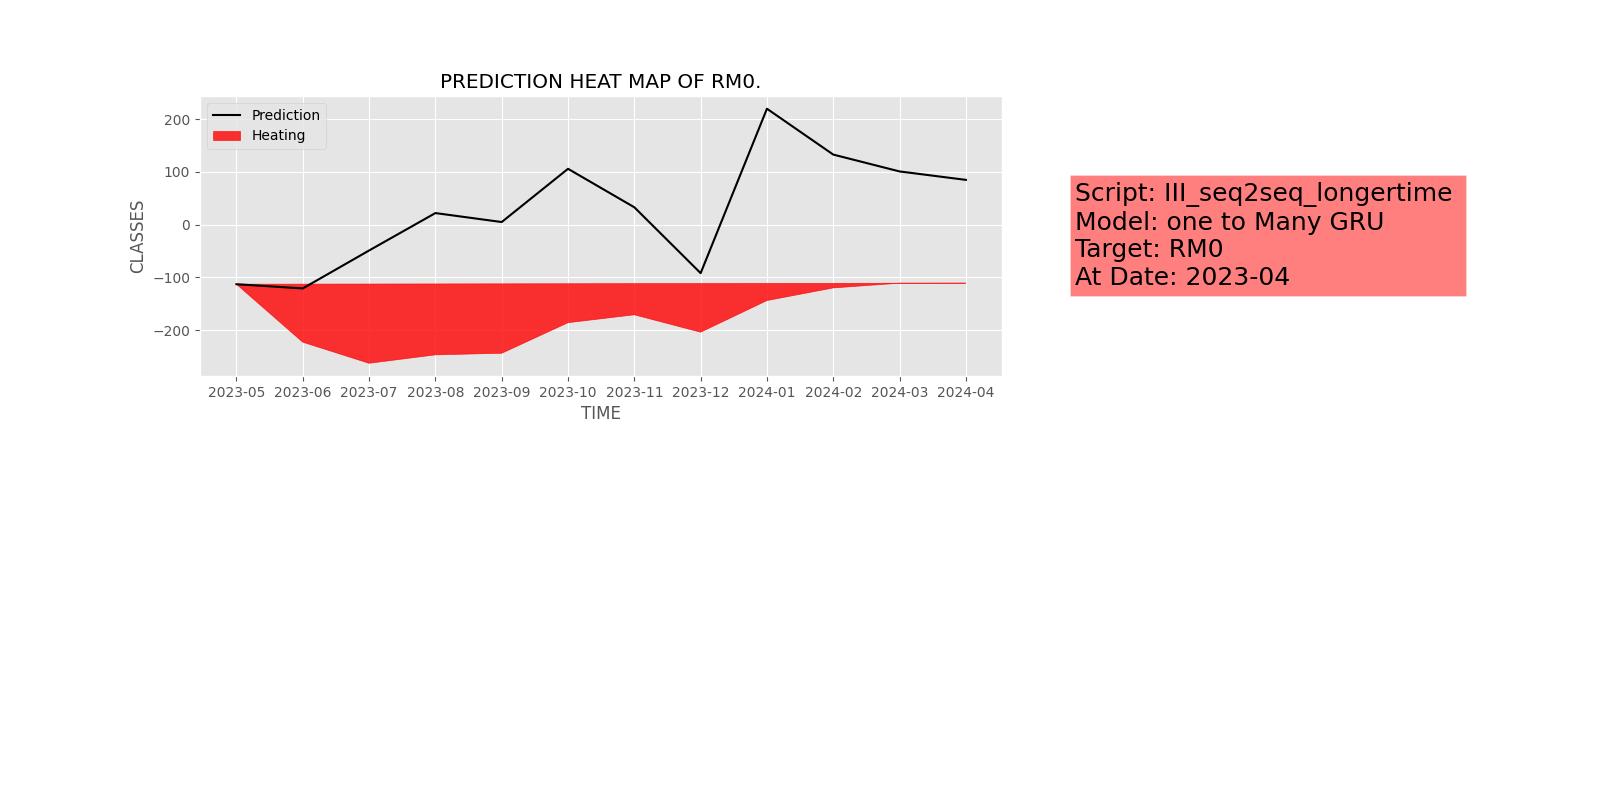 PREDICTION HEAT MAP OF RM0.
Prediction
Heating
200
100
0
−100
−200
CLASSES
2023-05 2023-06 2023-07 2023-08 2023-09 2023-10 2023-11 2023-12 2024-01 2024-02 2024-03 2024-04
TIME
Script: III_seq2seq_longertime
Model: one to Many GRU
Target: RM0
At Date: 2023-04